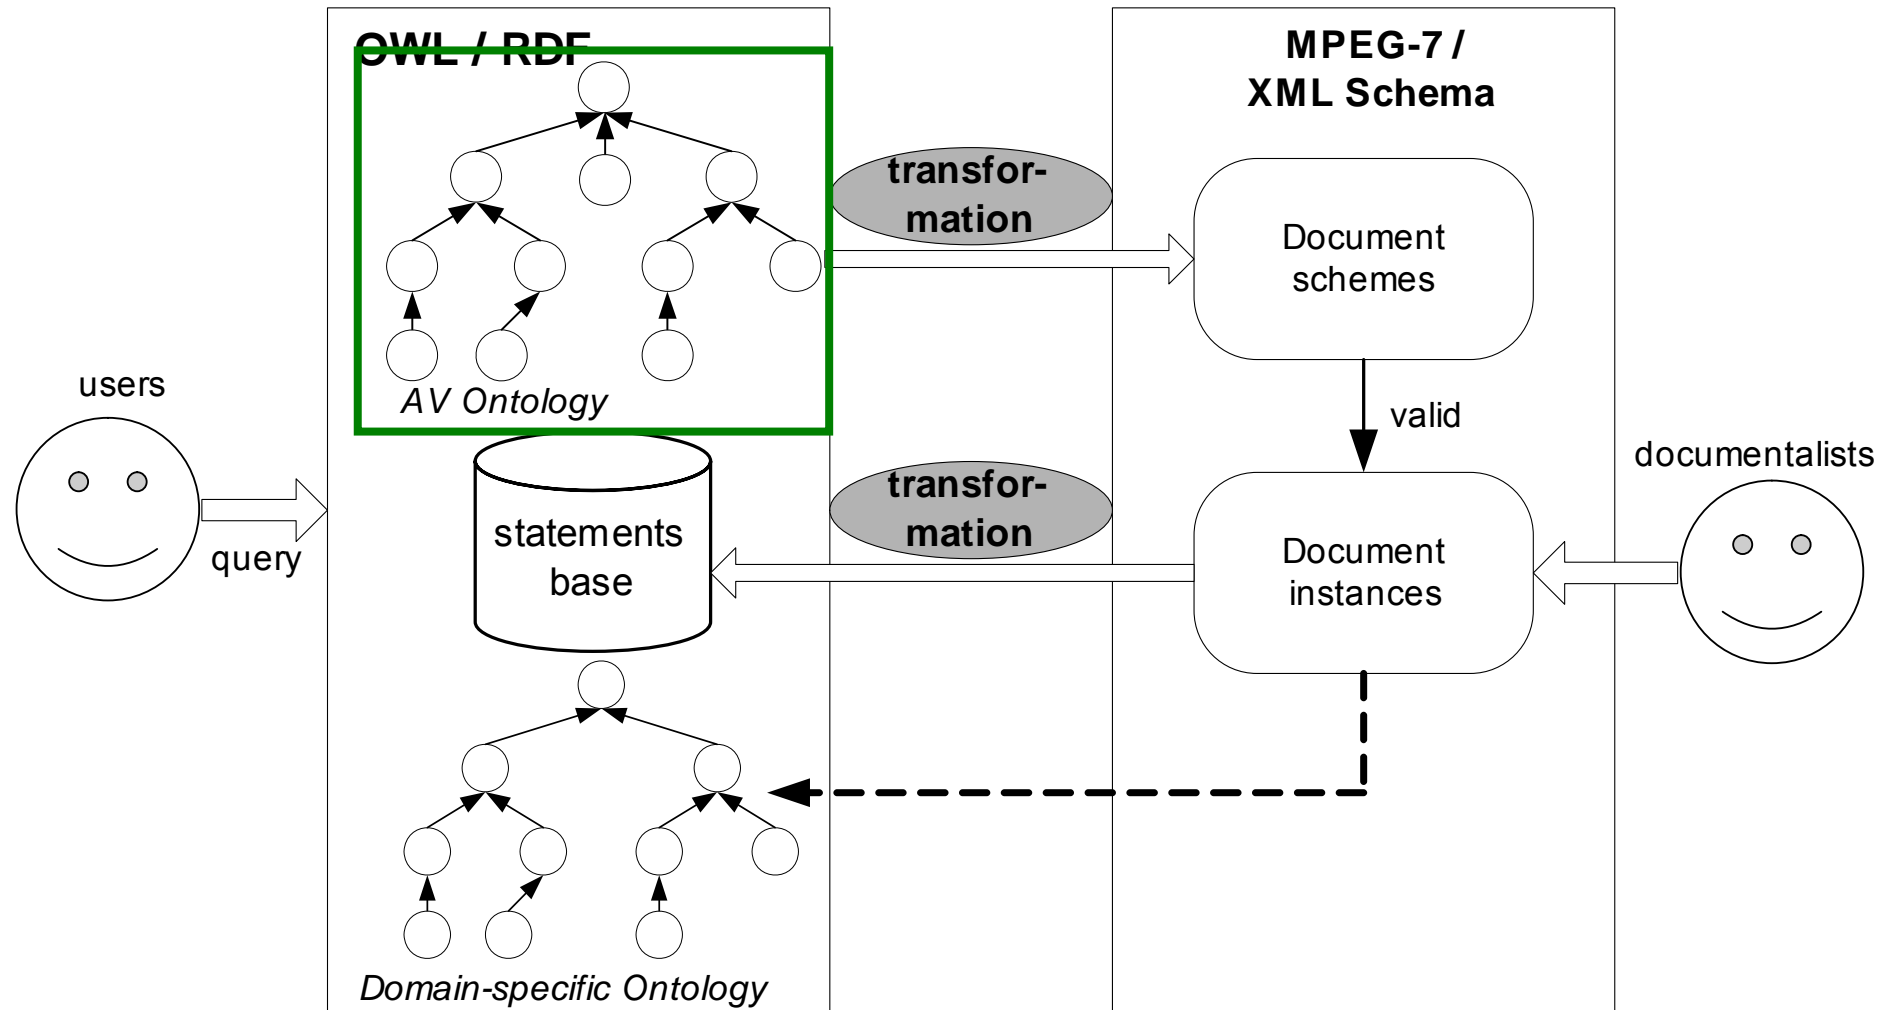 OWL / RDF
MPEG-7 /
XML Schema
transfor-
mation
Document
schemes
AV Ontology
users
valid
documentalists
transfor-
mation
statements
base
query
Document
instances
Domain-specific Ontology